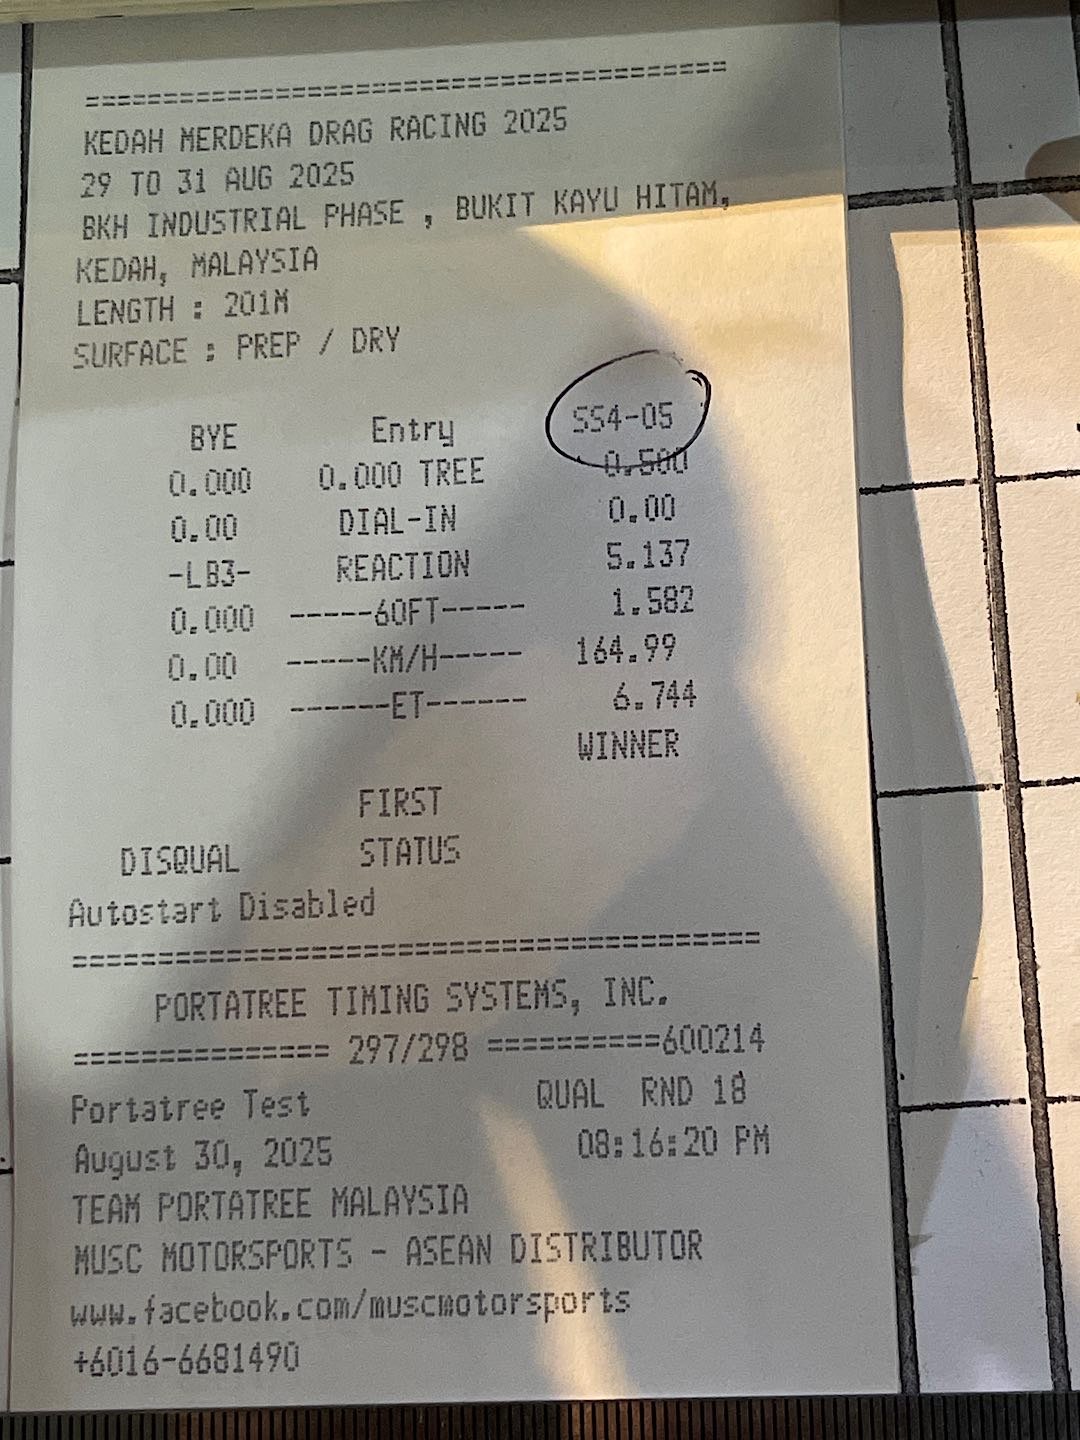 =====================================
KEDAH MERDEKA DRAG RACING 2025
29 TO 31 AUG 2025
BKH INDUSTRIAL PHASE , BUKIT KAYU HITAM,
KEDAH, MALAYSIA
LENGTH : 201M
SURFACE : PREP / DRY
BYE Entry SS4-05
0.000 0.000 TREE 0.500
0.00 DIAL-IN 0.00
-LB3- REACTION 5.137
0.000 -----60FT----- 1.582
0.00 -----KM/H----- 164.99
0.000 ------ET------ 6.744
WINNER
FIRST
DISQUAL STATUS
Autostart Disabled
========================================
PORTATREE TIMING SYSTEMS, INC.
=============== 297/298 ==========600214
Portatree Test QUAL RND 18
August 30, 2025 08:16:20 PM
TEAM PORTATREE MALAYSIA
MUSC MOTORSPORTS - ASEAN DISTRIBUTOR
www.facebook.com/muscmotorsports
+6016-6681490